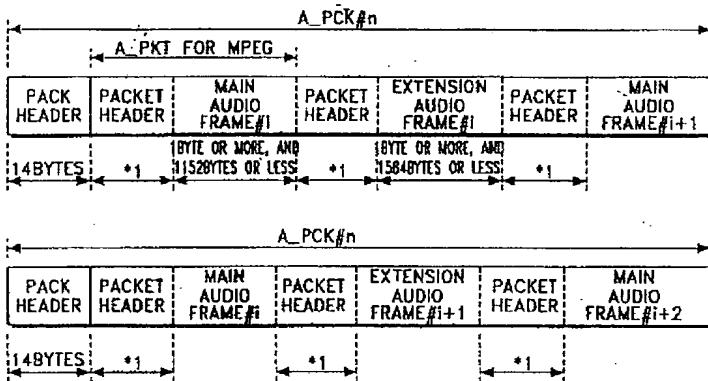 A_PCK#n
A_PKT FOR MPEG
PACK HEADER
PACKET HEADER
MAIN AUDIO FRAME#i
PACKET HEADER
EXTENSION AUDIO FRAME#i
PACKET HEADER
MAIN AUDIO FRAME#i+1
14BYTES
*1
1BYTE OR MORE, AND 1152BYTES OR LESS
*1
1BYTE OR MORE, AND 1584BYTES OR LESS
*1
A_PCK#n
PACK HEADER
PACKET HEADER
MAIN AUDIO FRAME#i
PACKET HEADER
EXTENSION AUDIO FRAME#i+1
PACKET HEADER
MAIN AUDIO FRAME#i+2
14BYTES
*1
*1
*1